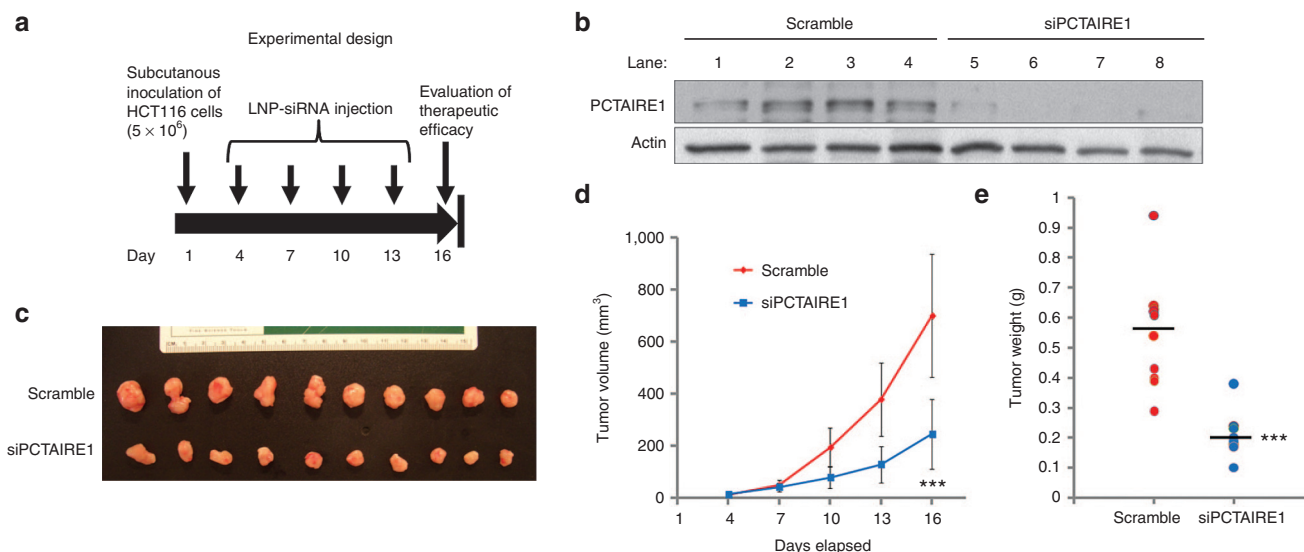 a
Experimental design
Subcutanous
inoculation of
HCT116 cells
(5 × 10⁶)
LNP-siRNA injection
Evaluation of
therapeutic
efficacy
Day 1 4 7 10 13 16
b
Scramble siPCTAIRE1
Lane: 1 2 3 4 5 6 7 8
PCTAIRE1
Actin
c
Scramble
siPCTAIRE1
d
Tumor volume (mm³)
1,000
800
600
400
200
0
Scramble
siPCTAIRE1
***
1 4 7 10 13 16
Days elapsed
e
Tumor weight (g)
1
0.9
0.8
0.7
0.6
0.5
0.4
0.3
0.2
0.1
0
***
Scramble siPCTAIRE1